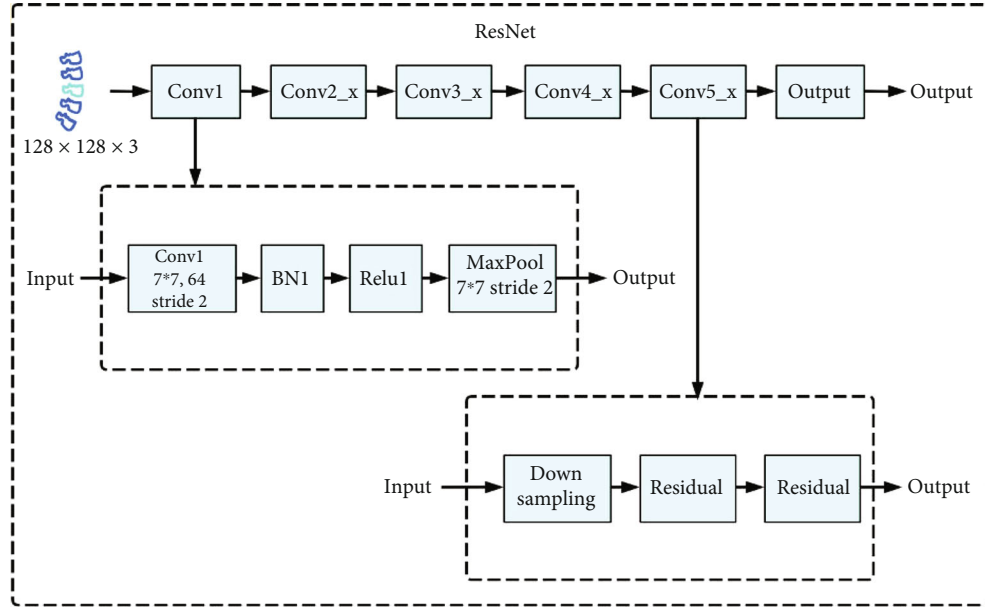 ResNet
Conv1
Conv2_x
Conv3_x
Conv4_x
Conv5_x
Output
Output
128 × 128 × 3
Input
Conv1
7*7, 64
stride 2
BN1
Relu1
MaxPool
7*7 stride 2
Output
Input
Down
sampling
Residual
Residual
Output